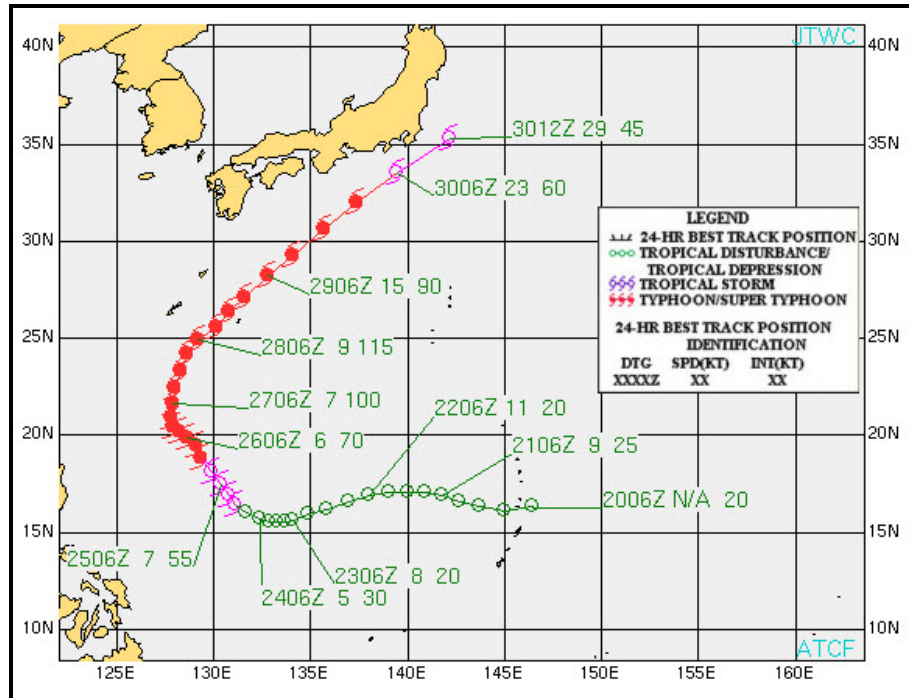 40N JTWC 40N
35N 3012Z 29 45 35N
3006Z 23 60
30N 30N
LEGEND
24-HR BEST TRACK POSITION
TROPICAL DISTURBANCE/
TROPICAL DEPRESSION
TROPICAL STORM
TYPHOON/SUPER TYPHOON
24-HR BEST TRACK POSITION
IDENTIFICATION
DTG SPD(KT) INT(KT)
XXXXZ XX XX
2906Z 15 90
25N 25N
2806Z 9 115
2706Z 7 100
2206Z 11 20
20N 20N
2606Z 6 70
2106Z 9 25
2006Z N/A 20
15N 15N
2506Z 7 55
2306Z 8 20
2406Z 5 30
10N 10N
ATCF
125E 130E 135E 140E 145E 150E 155E 160E